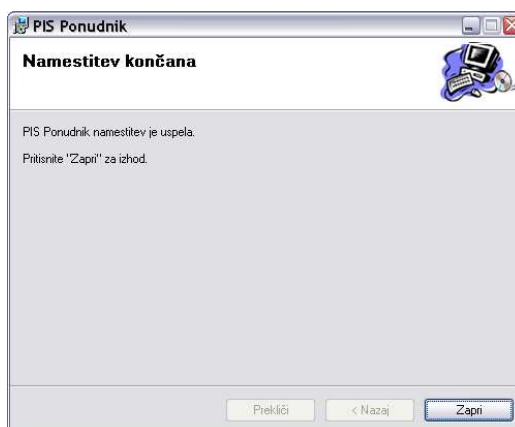 PIS Ponudnik
Namestitev končana
PIS Ponudnik namestitev je uspela.
Pritisnite "Zapri" za izhod.
Prekliči
< Nazaj
Zapri